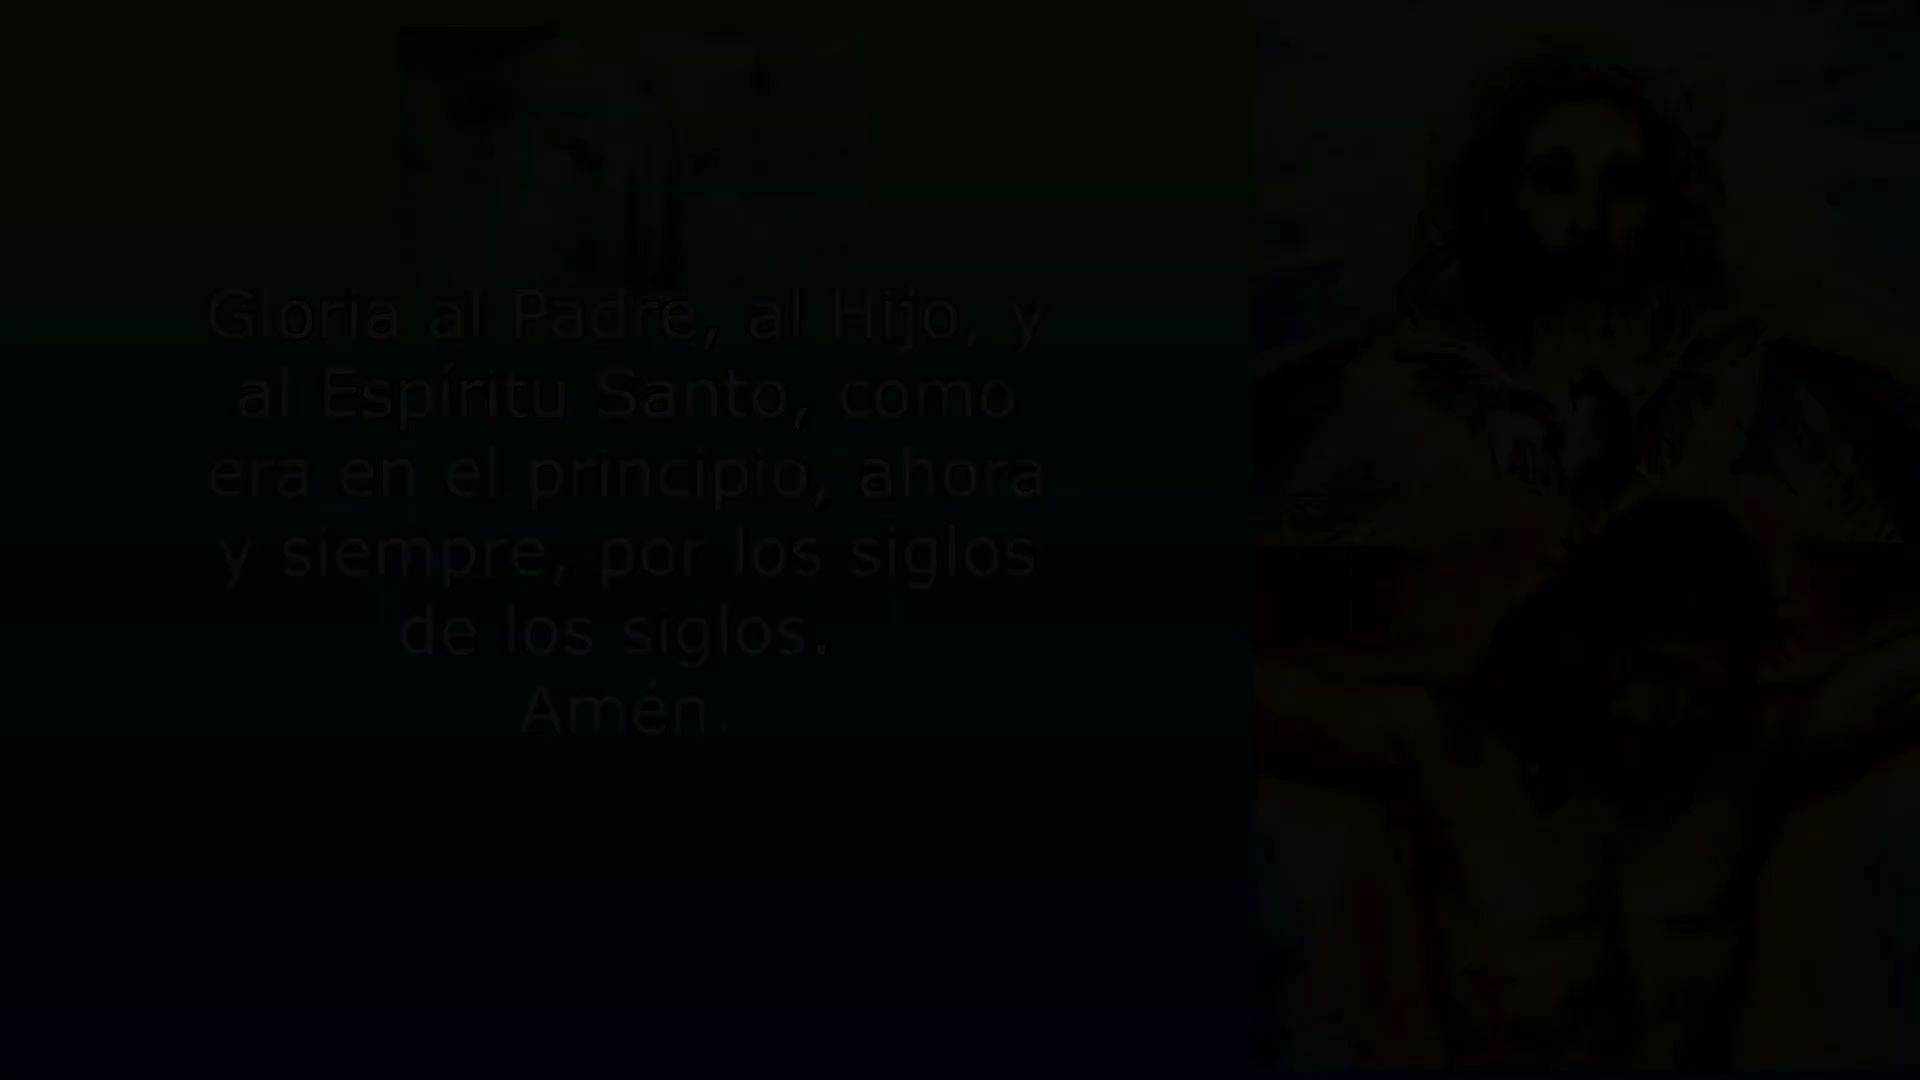 Gloria al Padre, al Hijo, y
al Espíritu Santo, como
era en el principio, ahora
y siempre, por los siglos
de los siglos.
Amén.